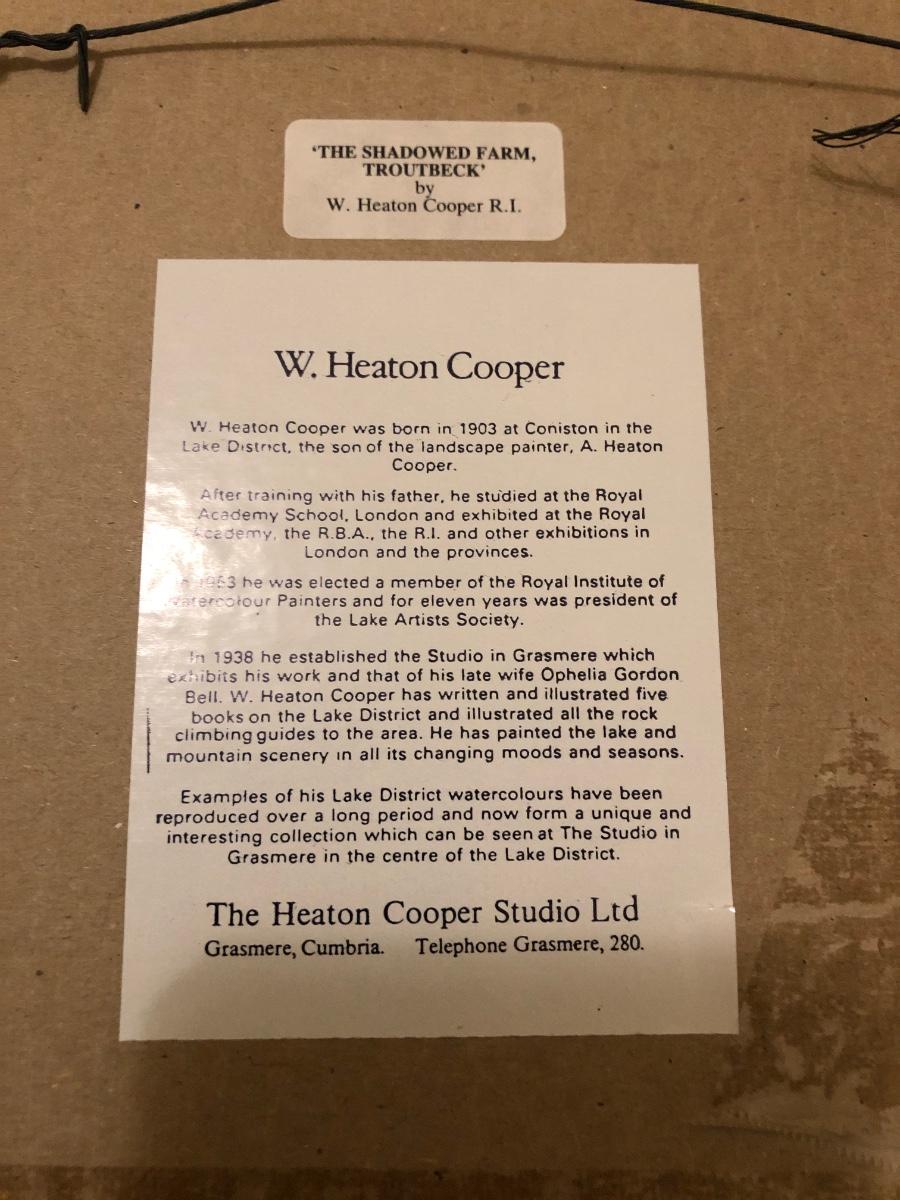 ‘THE SHADOWED FARM,
TROUTBECK’
by
W. Heaton Cooper R.I.
W. Heaton Cooper
W. Heaton Cooper was born in 1903 at Coniston in the
Lake District, the son of the landscape painter, A. Heaton
Cooper.
After training with his father, he studied at the Royal
Academy School, London and exhibited at the Royal
Academy, the R.B.A., the R.I. and other exhibitions in
London and the provinces.
In he was elected a member of the Royal Institute of
Watercolour Painters and for eleven years was president of
the Lake Artists Society.
In 1938 he established the Studio in Grasmere which
exhibits his work and that of his late wife Ophelia Gordon
Bell. W. Heaton Cooper has written and illustrated five
books on the Lake District and illustrated all the rock
climbing guides to the area. He has painted the lake and
mountain scenery in all its changing moods and seasons.
Examples of his Lake District watercolours have been
reproduced over a long period and now form a unique and
interesting collection which can be seen at The Studio in
Grasmere in the centre of the Lake District.
The Heaton Cooper Studio Ltd
Grasmere, Cumbria. Telephone Grasmere, 280.